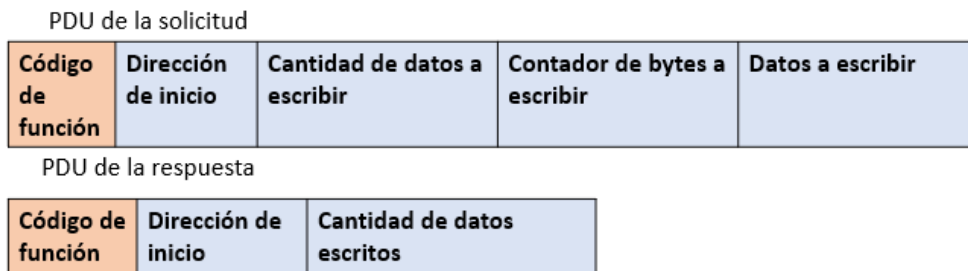 PDU de la solicitud
Código de función
Dirección de inicio
Cantidad de datos a escribir
Contador de bytes a escribir
Datos a escribir
PDU de la respuesta
Código de función
Dirección de inicio
Cantidad de datos escritos